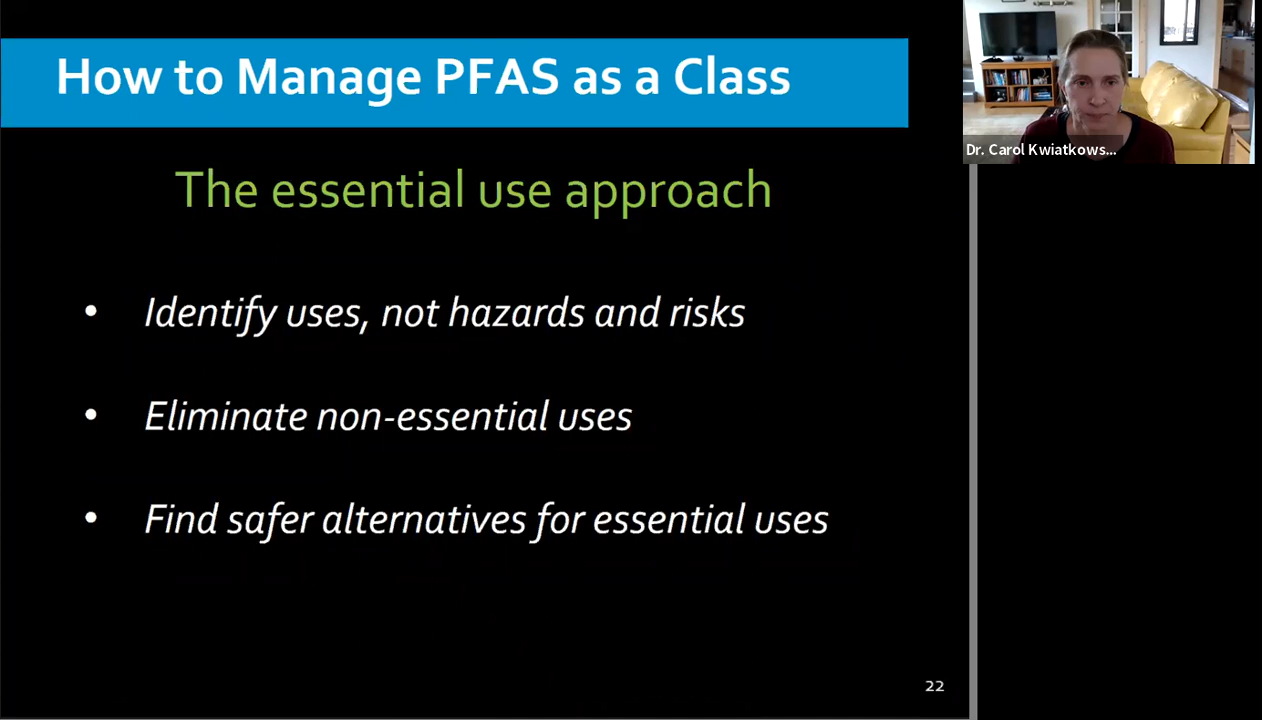 How to Manage PFAS as a Class
Dr. Carol Kwiatkows...
The essential use approach
• Identify uses, not hazards and risks
• Eliminate non-essential uses
• Find safer alternatives for essential uses
22